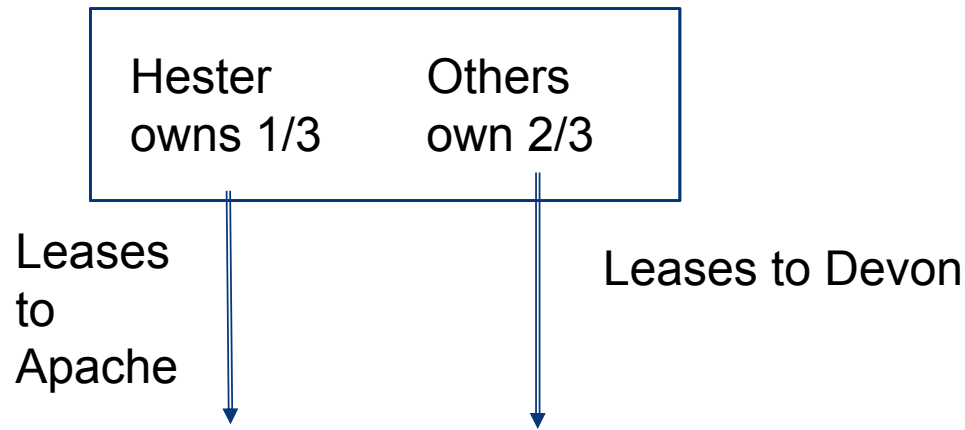 Hester
owns 1/3
Others
own 2/3
Leases
to
Apache
Leases to Devon